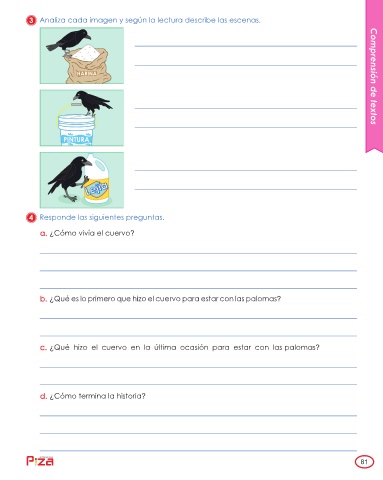 3 Analiza cada imagen y según la lectura describe las escenas.
HARINA
PINTURA
Lejía
4 Responde las siguientes preguntas.
a. ¿Cómo vivía el cuervo?
b. ¿Qué es lo primero que hizo el cuervo para estar con las palomas?
c. ¿Qué hizo el cuervo en la última ocasión para estar con las palomas?
d. ¿Cómo termina la historia?
Comprensión de textos
Piza
81